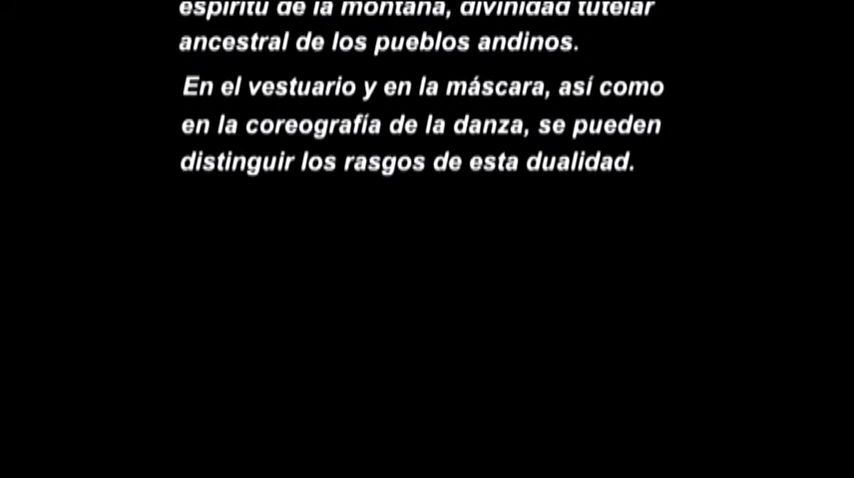 espíritu de la montaña, divinidad tutelar
ancestral de los pueblos andinos.
En el vestuario y en la máscara, así como
en la coreografía de la danza, se pueden
distinguir los rasgos de esta dualidad.